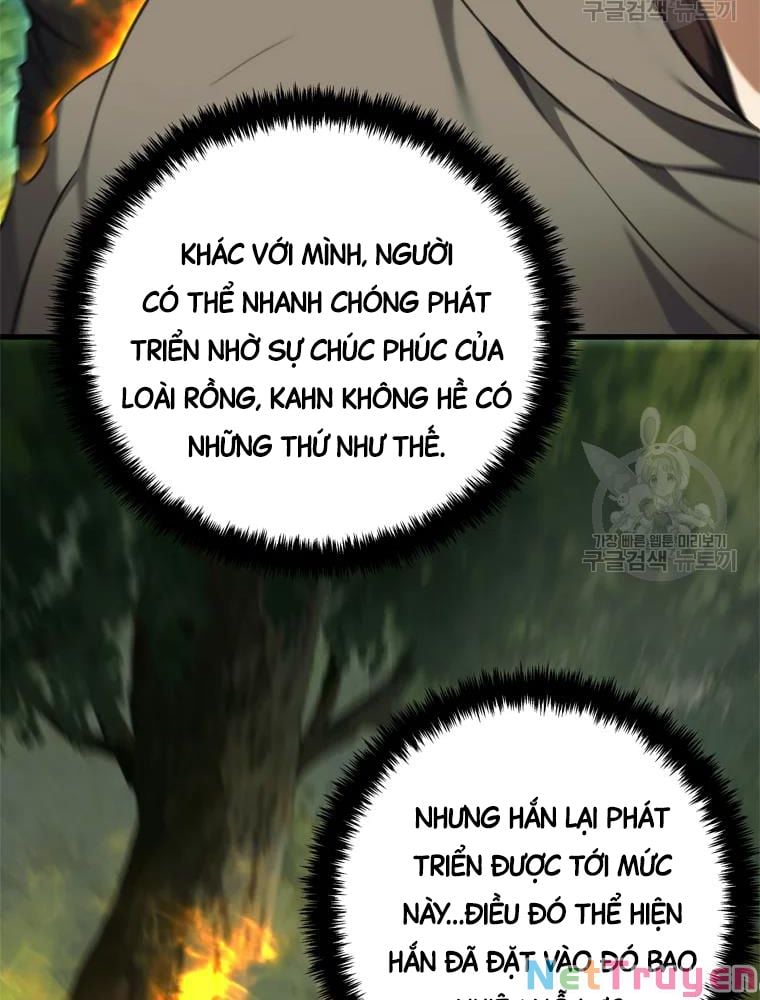 구글검색 뉴토끼
KHÁC VỚI MÌNH, NGƯỜI
CÓ THỂ NHANH CHÓNG PHÁT
TRIỂN NHỜ SỰ CHÚC PHÚC CỦA
LOÀI RỒNG, KAHN KHÔNG HỀ CÓ
NHỮNG THỨ NHƯ THẾ.
가장 빠른 웹툰 미리보기
구글검색 뉴토끼
NHƯNG HẮN LẠI PHÁT
TRIỂN ĐƯỢC TỚI MỨC
NÀY...ĐIỀU ĐÓ THỂ HIỆN
HẮN ĐÃ ĐẶT VÀO ĐÓ BAO
NetTruyen